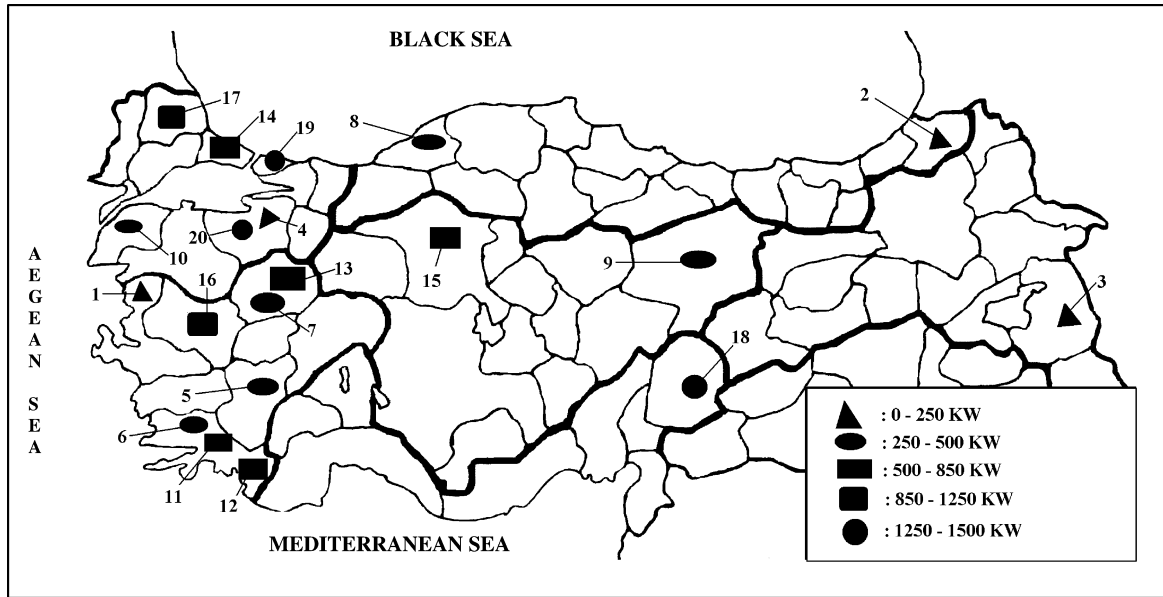 BLACK SEA
17
14
19
8
2
20
4
10
9
13
15
16
1
3
7
18
5
6
11
12
AEGEAN SEA
MEDITERRANEAN SEA
: 0 - 250 KW
: 250 - 500 KW
: 500 - 850 KW
: 850 - 1250 KW
: 1250 - 1500 KW